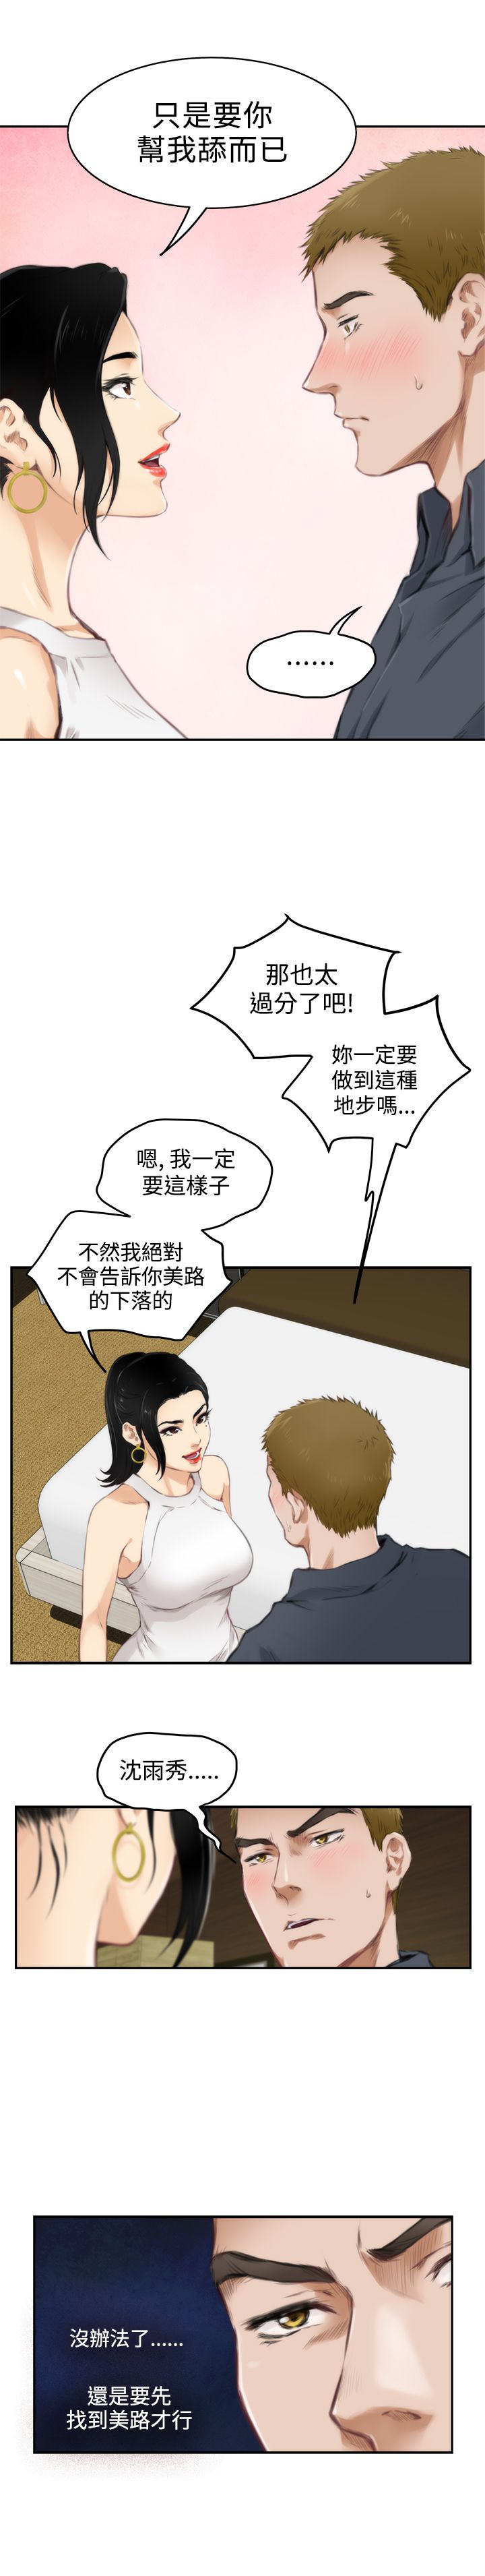 只是要你
幫我舔而已
······
那也太
過分了吧!
妳一定要
做到這種
地步嗎...
嗯, 我一定
要這樣子
不然我絕對
不會告訴你美路
的下落的
沈雨秀.....
沒辦法了......
還是要先
找到美路才行